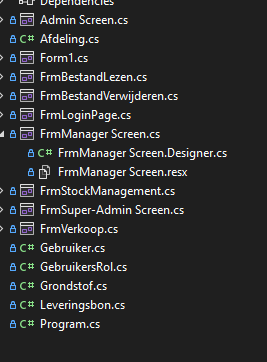 Dependencies
Admin Screen.cs
C# Afdeling.cs
Form1.cs
FrmBestandLezen.cs
FrmBestandVerwijderen.cs
FrmLoginPage.cs
FrmManager Screen.cs
C# FrmManager Screen.Designer.cs
FrmManager Screen.resx
FrmStockManagement.cs
FrmSuper-Admin Screen.cs
FrmVerkoop.cs
C# Gebruiker.cs
C# GebruikersRol.cs
C# Grondstof.cs
C# Leveringsbon.cs
C# Program.cs